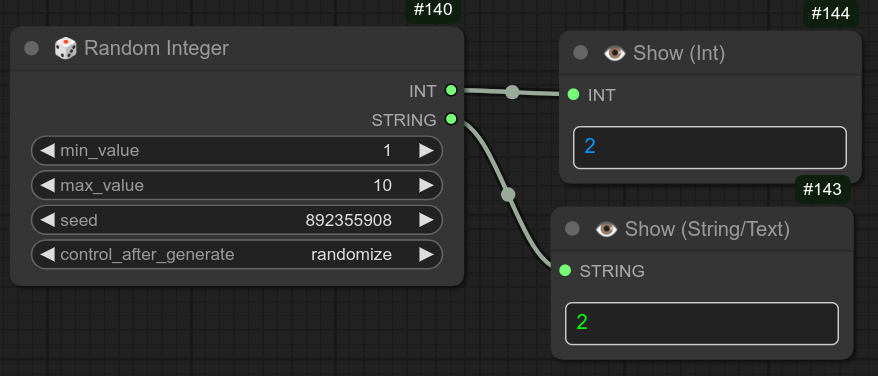 #140
🎲 Random Integer
INT
STRING
min_value 1
max_value 10
seed 892355908
control_after_generate randomize
#144
👁️ Show (Int)
INT
2
#143
👁️ Show (String/Text)
STRING
2